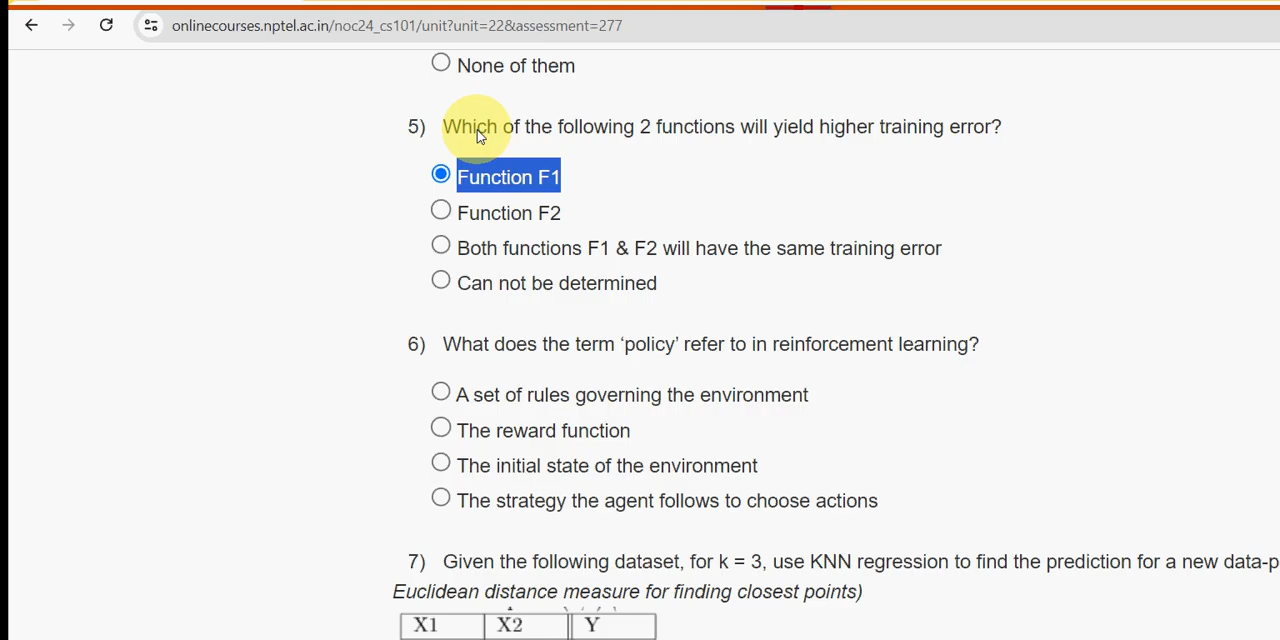 onlinecourses.nptel.ac.in/noc24_cs101/unit?unit=22&assessment=277
None of them
5) Which of the following 2 functions will yield higher training error?
Function F1
Function F2
Both functions F1 & F2 will have the same training error
Can not be determined
6) What does the term ‘policy’ refer to in reinforcement learning?
A set of rules governing the environment
The reward function
The initial state of the environment
The strategy the agent follows to choose actions
7) Given the following dataset, for k = 3, use KNN regression to find the prediction for a new data-p
Euclidean distance measure for finding closest points)
X1 X2 Y